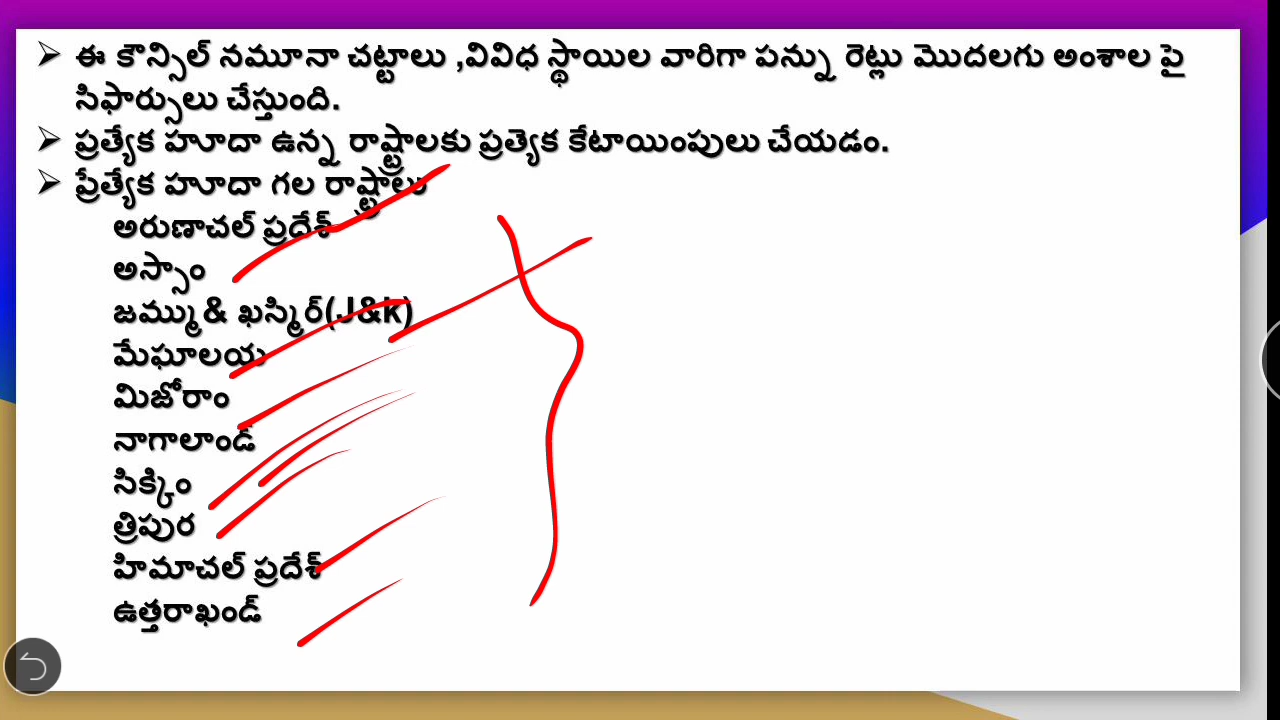 ఈ కౌన్సిల్ నమూనా చట్టాలు ,వివిధ స్థాయిల వారిగా పన్ను రెట్లు మొదలగు అంశాల పై
సిఫార్సులు చేస్తుంది.
ప్రత్యేక హూదా ఉన్న రాష్ట్రాలకు ప్రత్యెక కేటాయింపులు చేయడం.
ప్రేత్యేక హూదా గల రాష్ట్రాలు
అరుణాచల్ ప్రదేశ్
అస్సాం
జమ్ము& ఖస్మిర్(J&k)
మేఘాలయ
మిజోరాం
నాగాలాండ్
సిక్కిం
త్రిపుర
హిమాచల్ ప్రదేశ్
ఉత్తరాఖండ్